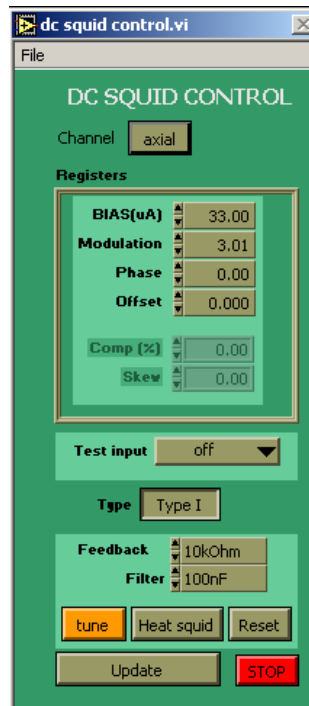 dc squid control.vi
File
DC SQUID CONTROL
Channel axial
Registers
BIAS(uA) 33.00
Modulation 3.01
Phase 0.00
Offset 0.000
Comp (%) 0.00
Skew 0.00
Test input off
Type Type I
Feedback 10kOhm
Filter 100nF
tune Heat squid Reset
Update STOP